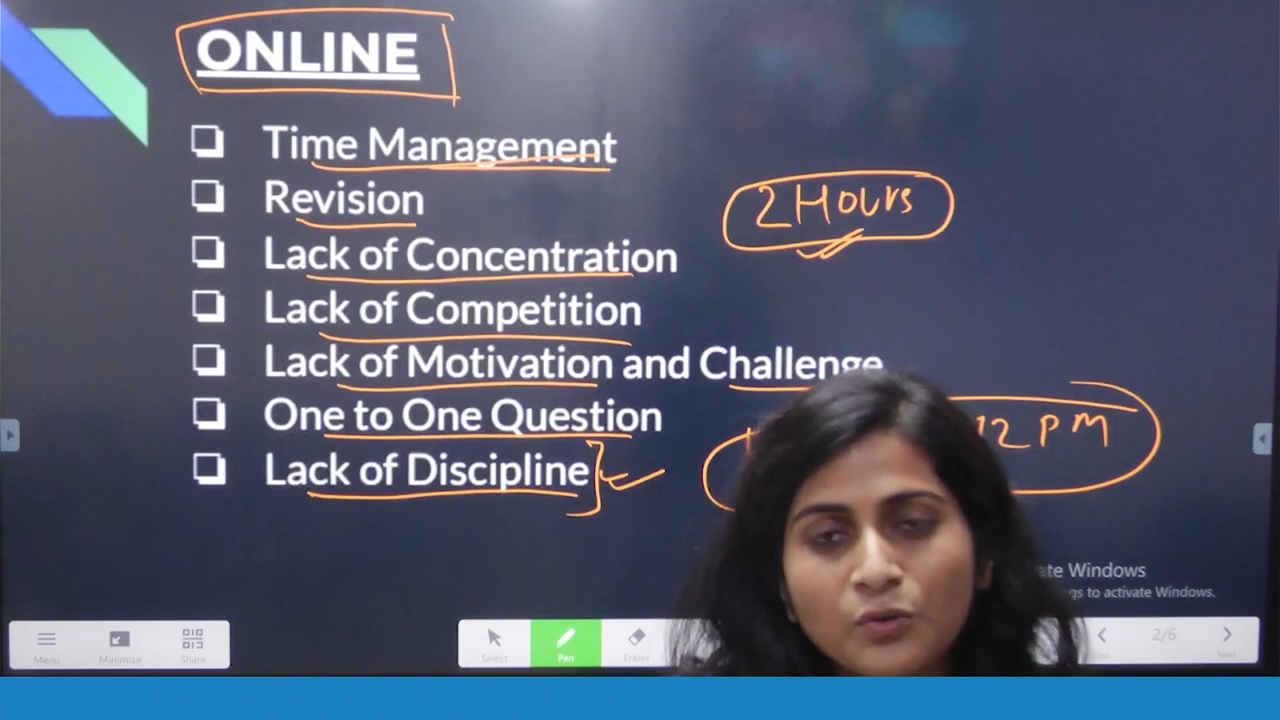 ONLINE
Time Management
Revision
2 Hours
Lack of Concentration
Lack of Competition
Lack of Motivation and Challenge
One to One Question
12 PM
Lack of Discipline
Windows
to activate Windows.
Menu
Minimize
Share
Select
Pen
Eraser
2/6
Next